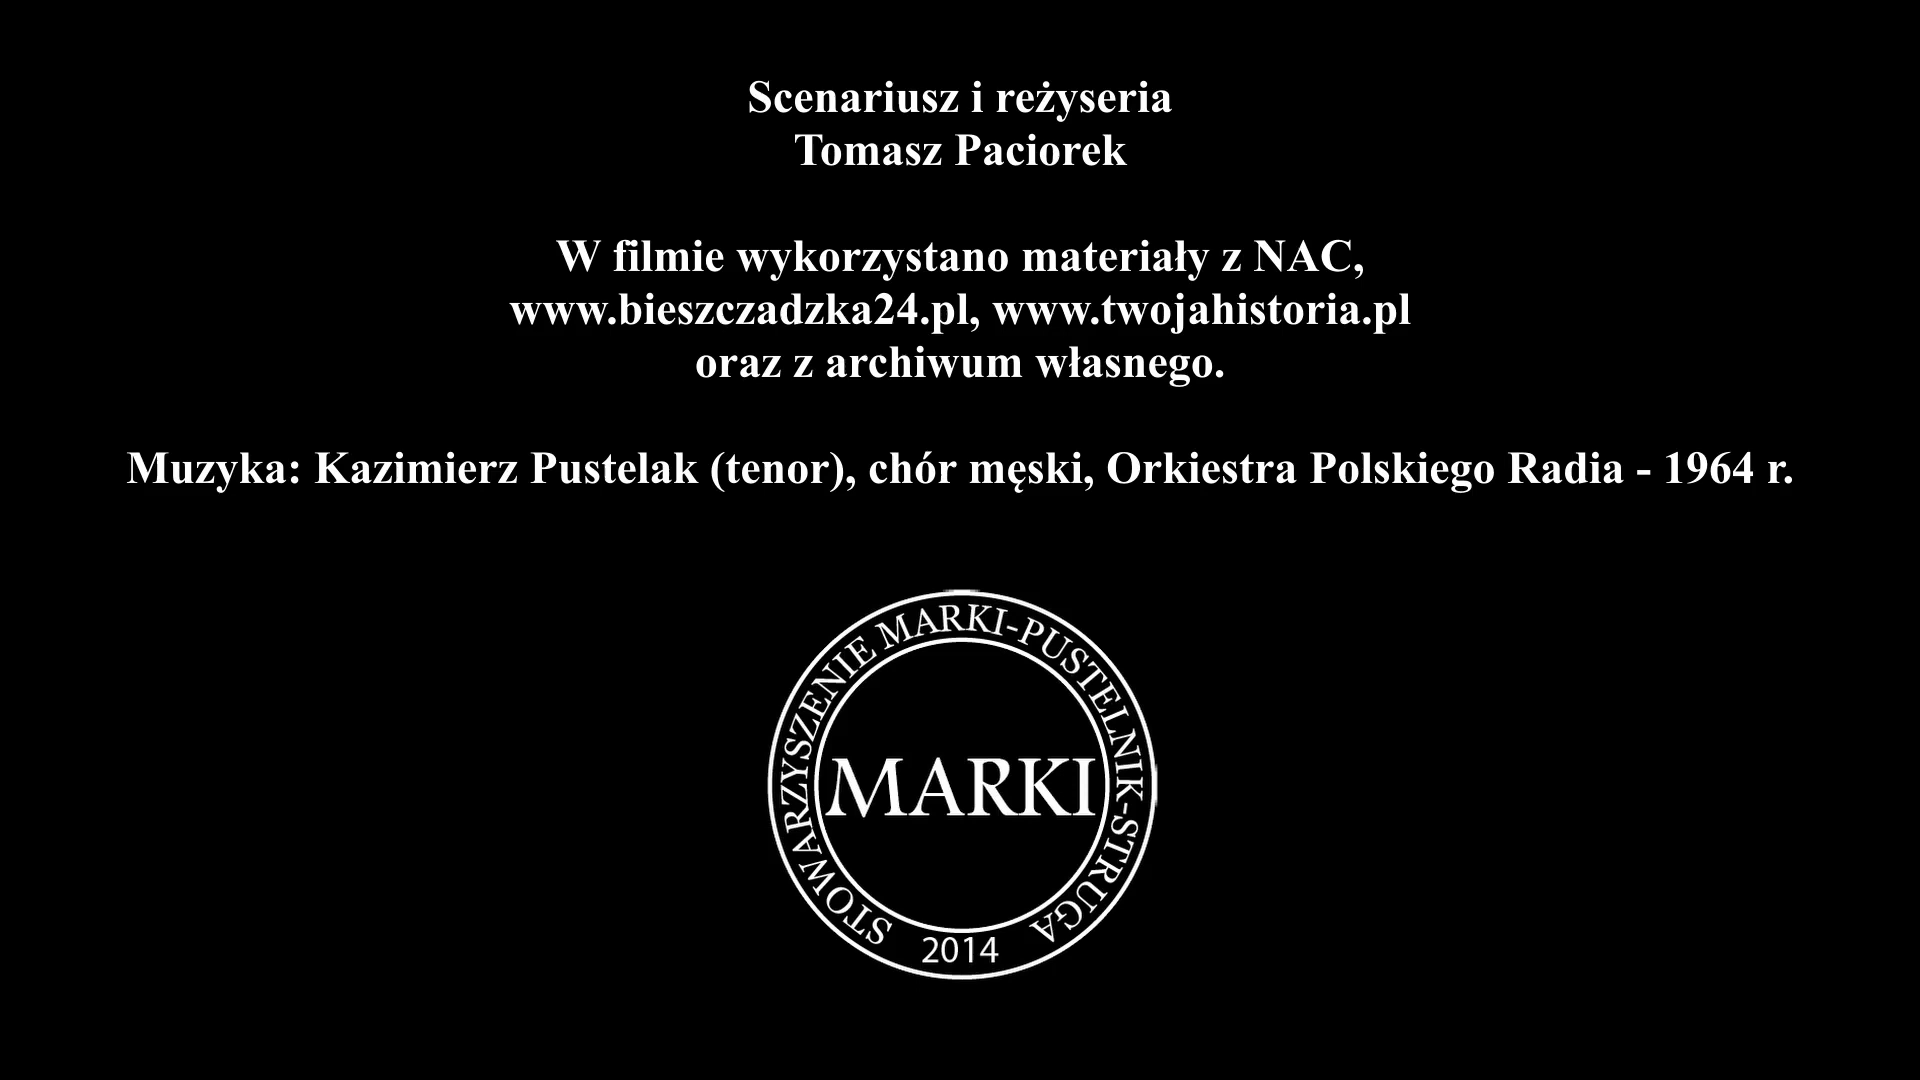 Scenariusz i reżyseria
Tomasz Paciorek
W filmie wykorzystano materiały z NAC,
www.bieszczadzka24.pl, www.twojahistoria.pl
oraz z archiwum własnego.
Muzyka: Kazimierz Pustelak (tenor), chór męski, Orkiestra Polskiego Radia - 1964 r.
STOWARZYSZENIE MARKI-PUSTELNIK-STRUGA
MARKI
2014